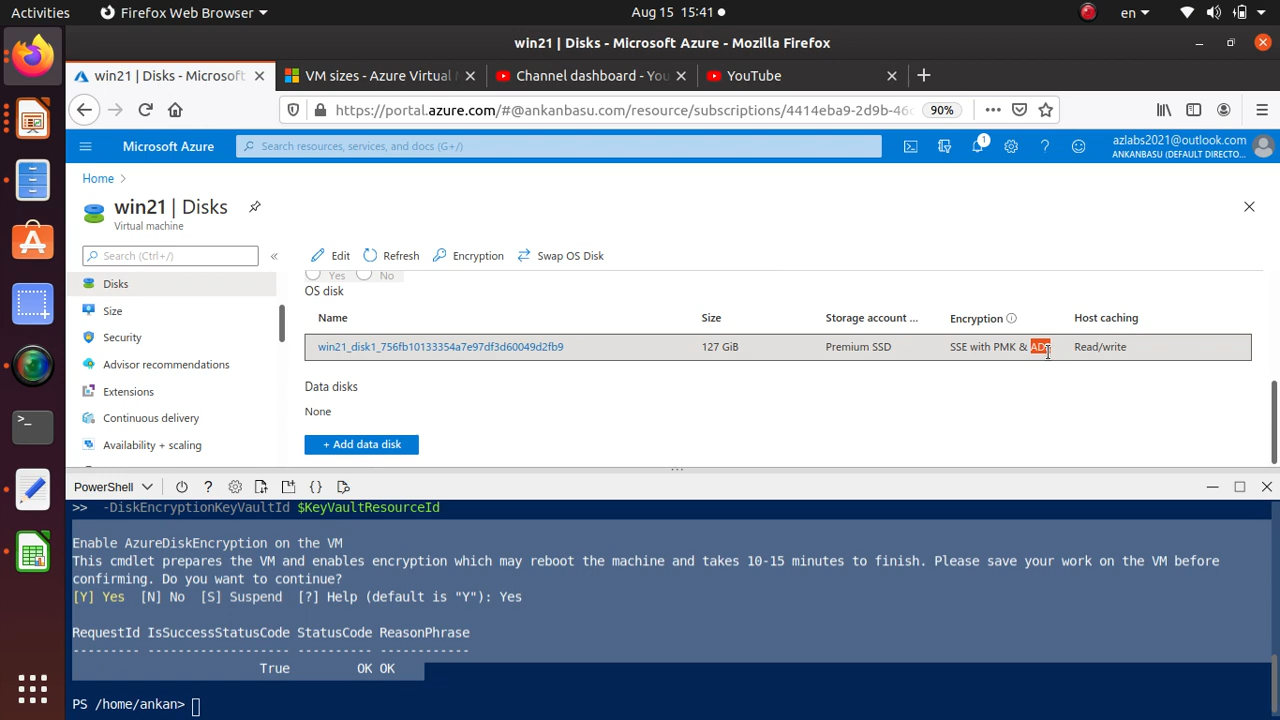 Activities
Firefox Web Browser
Aug 15 15:41
en
win21 | Disks - Microsoft Azure - Mozilla Firefox
win21 | Disks - Microsoft
VM sizes - Azure Virtual
Channel dashboard - You
YouTube
https://portal.azure.com/#@ankanbasu.com/resource/subscriptions/4414eba9-2d9b-46
90%
Microsoft Azure
Search resources, services, and docs (G+/)
1
azlabs2021@outlook.com
ANKANBASU (DEFAULT DIRECTO...
Home
win21 | Disks
Virtual machine
Search (Ctrl+/)
Edit
Refresh
Encryption
Swap OS Disk
Disks
Size
Security
Advisor recommendations
Extensions
Continuous delivery
Availability + scaling
Yes
No
OS disk
Name
Size
Storage account ...
Encryption
Host caching
win21_disk1_756fb10133354a7e97df3d60049d2fb9
127 GiB
Premium SSD
SSE with PMK &
Read/write
Data disks
None
+ Add data disk
PowerShell
>> -DiskEncryptionKeyVaultId $KeyVaultResourceId
Enable AzureDiskEncryption on the VM
This cmdlet prepares the VM and enables encryption which may reboot the machine and takes 10-15 minutes to finish. Please save your work on the VM before
confirming. Do you want to continue?
[Y] Yes [N] No [S] Suspend [?] Help (default is "Y"): Yes
RequestId IsSuccessStatusCode StatusCode ReasonPhrase
--------- ------------------- ---------- ------------
True OK OK
PS /home/ankan>